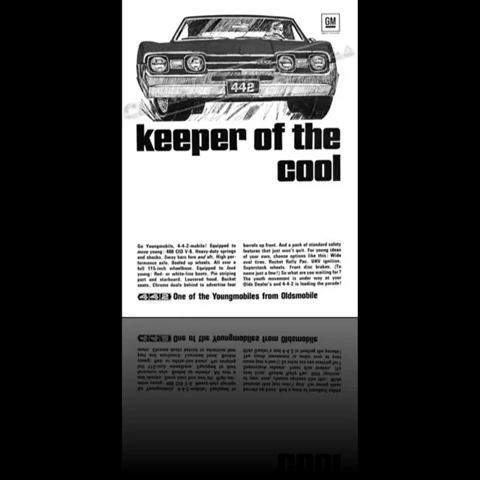 GM
442
keeper of the
cool
Go Youngmobile, 4-4-2-mobile! Equipped to
move young: 400 CID V-8. Heavy-duty springs
and shocks. Sway bars fore and aft. High per-
formance axle. Beefed up wheels. All over a
full 115-inch wheelbase. Equipped to look
young: Red- or white-line boots. Pin striping
port and starboard. Louvered hood. Bucket
seats. Chrome duals behind to advertise four
barrels up front. And a pack of standard safety
features that just won't quit. For young ideas
of your own, choose options like this: Wide
oval tires. Rocket Rally Pac. UHV ignition.
Superstock wheels. Front disc brakes. (To
name just a few!) So what are you waiting for?
The youth movement is under way at your
Olds Dealer's and 4-4-2 is leading the parade!
442 One of the Youngmobiles from Oldsmobile